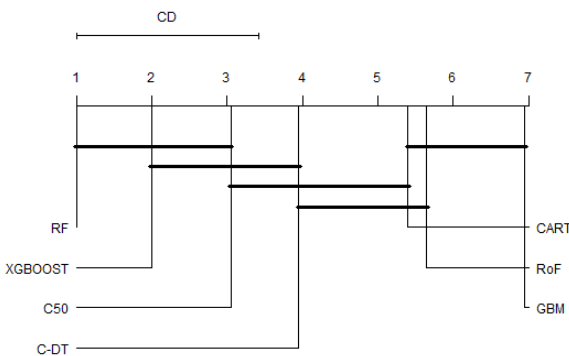 CD
1 2 3 4 5 6 7
RF CART
XGBOOST RoF
C50 GBM
C-DT